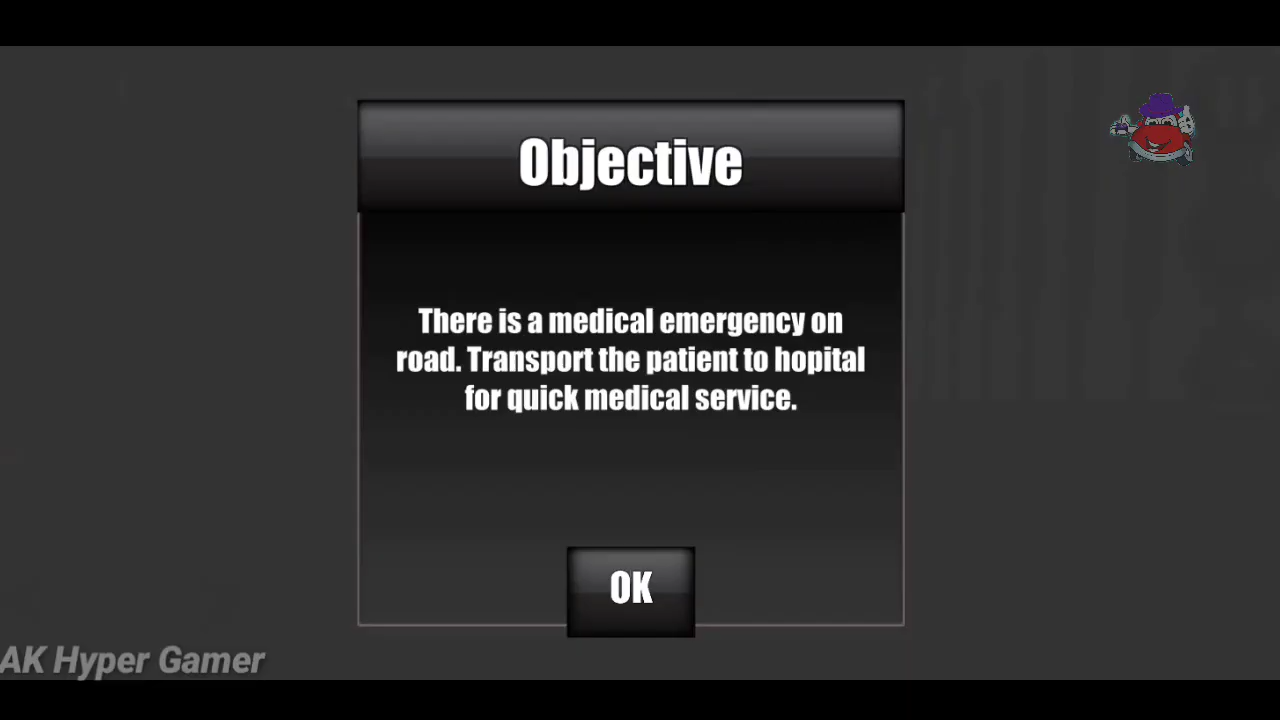 Objective
There is a medical emergency on
road. Transport the patient to hopital
for quick medical service.
OK
AK Hyper Gamer